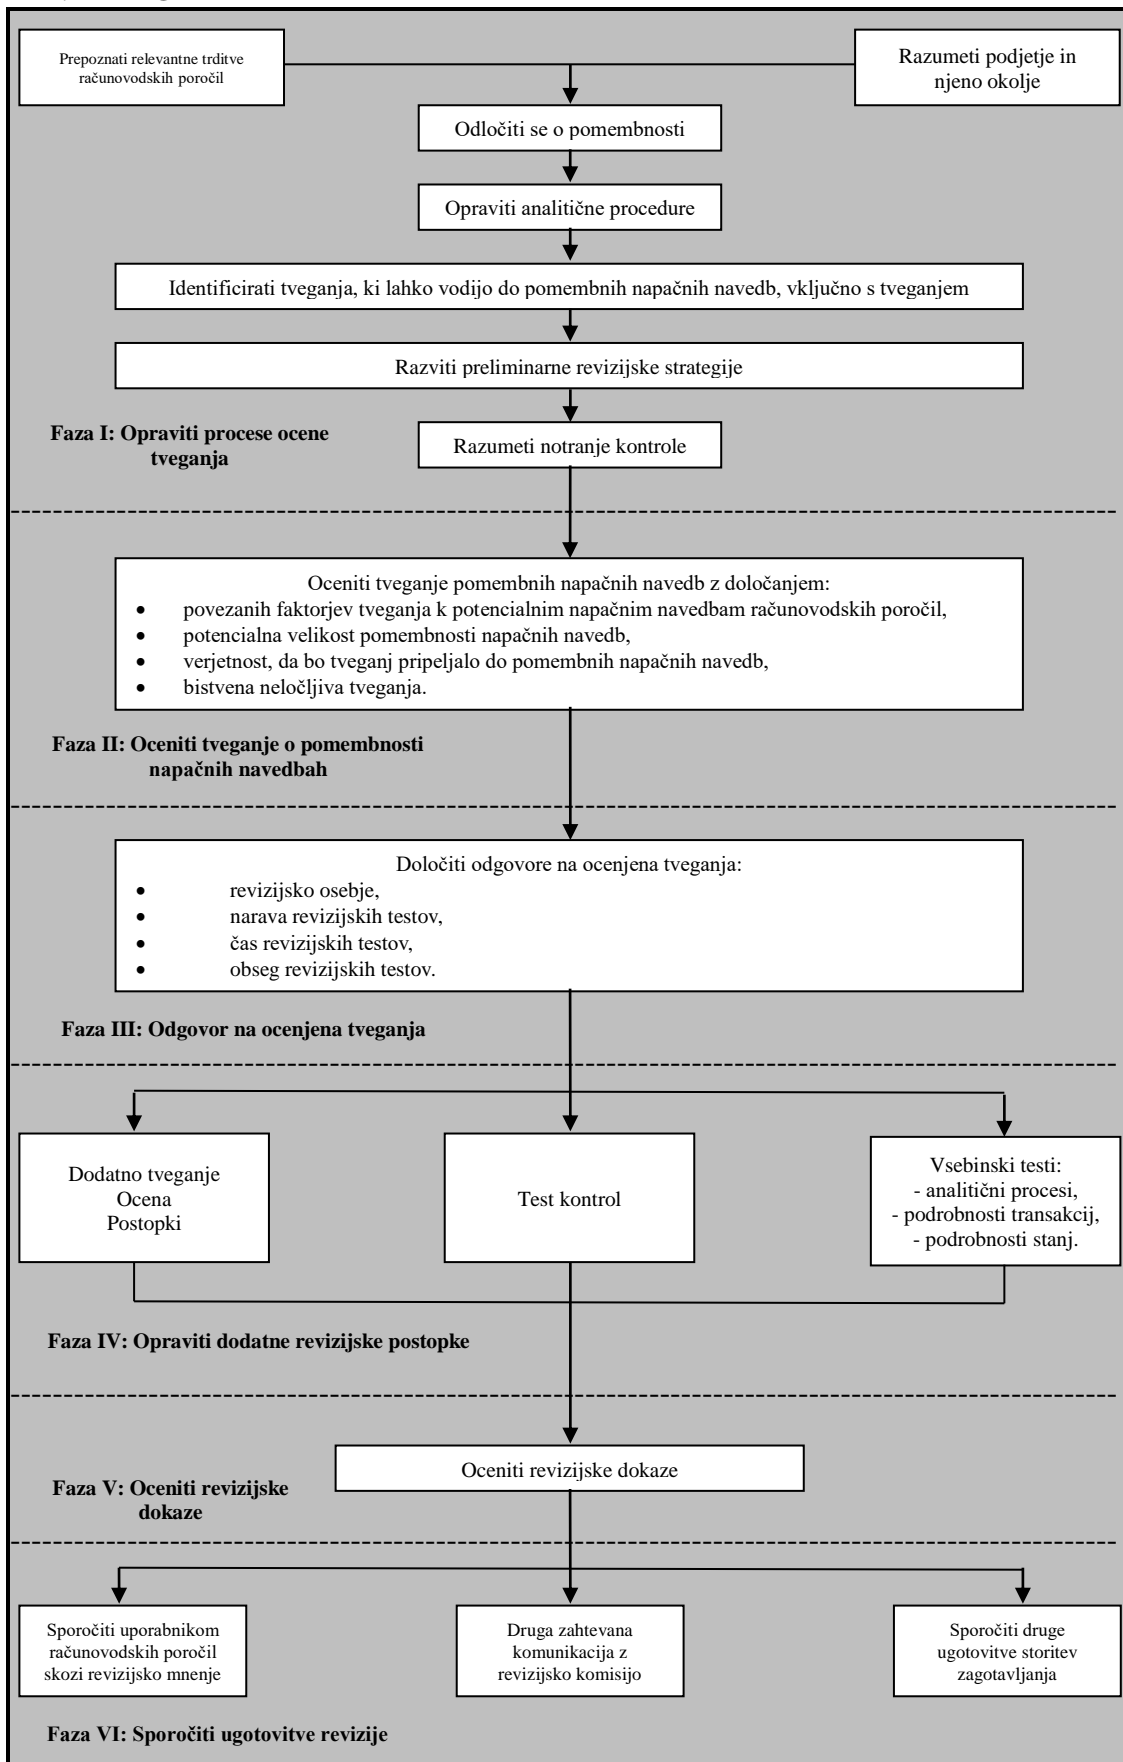 Prepoznati relevantne trditve
računovodskih poročil
Razumeti podjetje in
njeno okolje
Odločiti se o pomembnosti
Opraviti analitične procedure
Identificirati tveganja, ki lahko vodijo do pomembnih napačnih navedb, vključno s tveganjem
Razviti preliminarne revizijske strategije
Razumeti notranje kontrole
Faza I: Opraviti procese ocene
tveganja
Oceniti tveganje pomembnih napačnih navedb z določanjem:
• povezanih faktorjev tveganja k potencialnim napačnim navedbam računovodskih poročil,
• potencialna velikost pomembnosti napačnih navedb,
• verjetnost, da bo tveganj pripeljalo do pomembnih napačnih navedb,
• bistvena neločljiva tveganja.
Faza II: Oceniti tveganje o pomembnosti
napačnih navedbah
Določiti odgovore na ocenjena tveganja:
• revizijsko osebje,
• narava revizijskih testov,
• čas revizijskih testov,
• obseg revizijskih testov.
Faza III: Odgovor na ocenjena tveganja
Dodatno tveganje
Ocena
Postopki
Test kontrol
Vsebinski testi:
- analitični procesi,
- podrobnosti transakcij,
- podrobnosti stanj.
Faza IV: Opraviti dodatne revizijske postopke
Oceniti revizijske dokaze
Faza V: Oceniti revizijske
dokaze
Sporočiti uporabnikom
računovodskih poročil
skozi revizijsko mnenje
Druga zahtevana
komunikacija z
revizijsko komisijo
Sporočiti druge
ugotovitve storitev
zagotavljanja
Faza VI: Sporočiti ugotovitve revizije